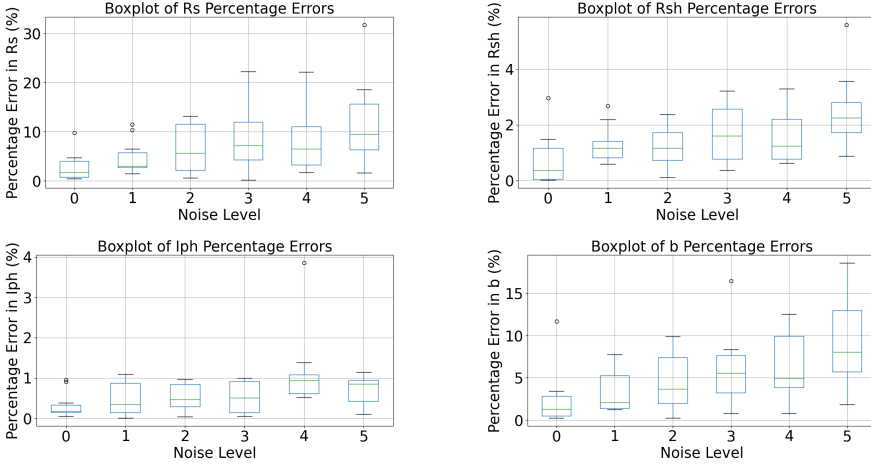 Boxplot of Rs Percentage Errors
Percentage Error in Rs (%)
30
20
10
0
0 1 2 3 4 5
Noise Level
Boxplot of Rsh Percentage Errors
Percentage Error in Rsh (%)
4
2
0
0 1 2 3 4 5
Noise Level
Boxplot of Iph Percentage Errors
Percentage Error in Iph (%)
4
3
2
1
0
0 1 2 3 4 5
Noise Level
Boxplot of b Percentage Errors
Percentage Error in b (%)
15
10
5
0
0 1 2 3 4 5
Noise Level